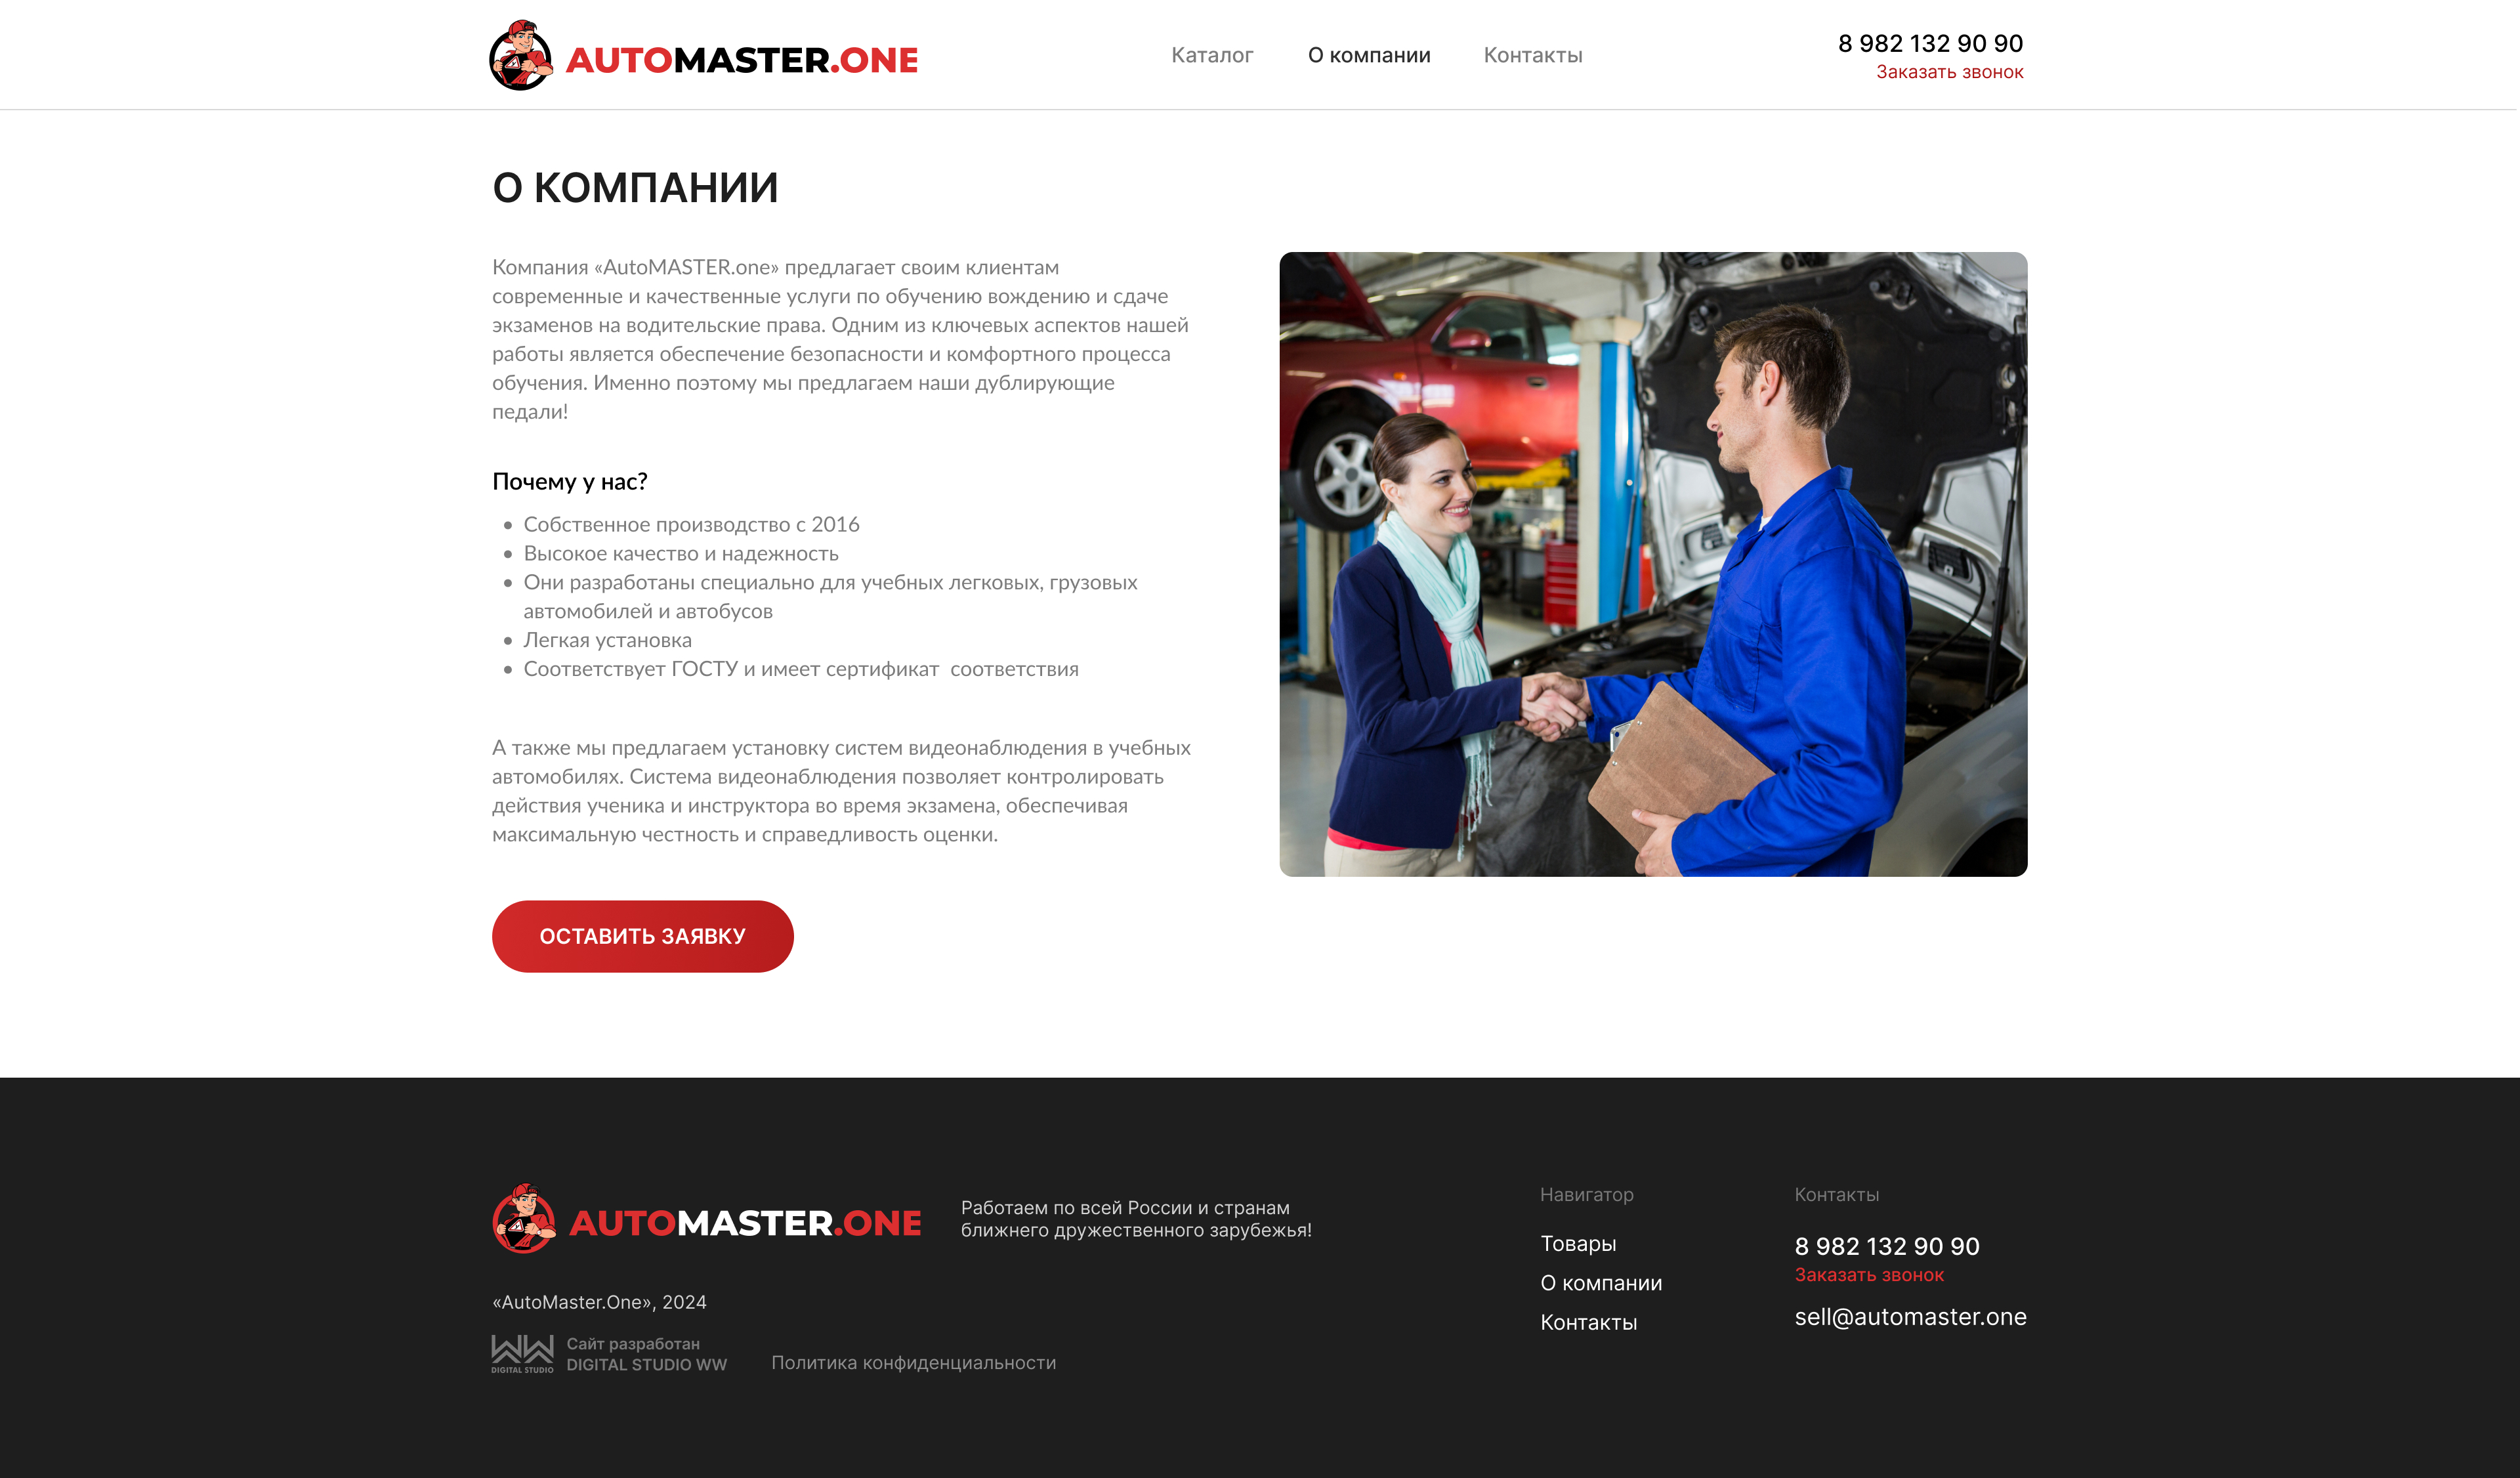 AUTOMASTER.ONE
Каталог
О компании
Контакты
8 982 132 90 90
Заказать звонок
О КОМПАНИИ
Компания «AutoMASTER.one» предлагает своим клиентам
современные и качественные услуги по обучению вождению и сдаче
экзаменов на водительские права. Одним из ключевых аспектов нашей
работы является обеспечение безопасности и комфортного процесса
обучения. Именно поэтому мы предлагаем наши дублирующие
педали!
Почему у нас?
Собственное производство с 2016
Высокое качество и надежность
Они разработаны специально для учебных легковых, грузовых
автомобилей и автобусов
Легкая установка
Соответствует ГОСТУ и имеет сертификат  соответствия
А также мы предлагаем установку систем видеонаблюдения в учебных
автомобилях. Система видеонаблюдения позволяет контролировать
действия ученика и инструктора во время экзамена, обеспечивая
максимальную честность и справедливость оценки.
ОСТАВИТЬ ЗАЯВКУ
AUTOMASTER.ONE
Работаем по всей России и странам
ближнего дружественного зарубежья!
«AutoMaster.One», 2024
WW
DIGITAL STUDIO
Сайт разработан
DIGITAL STUDIO WW
Политика конфиденциальности
Навигатор
Товары
О компании
Контакты
Контакты
8 982 132 90 90
Заказать звонок
sell@automaster.one